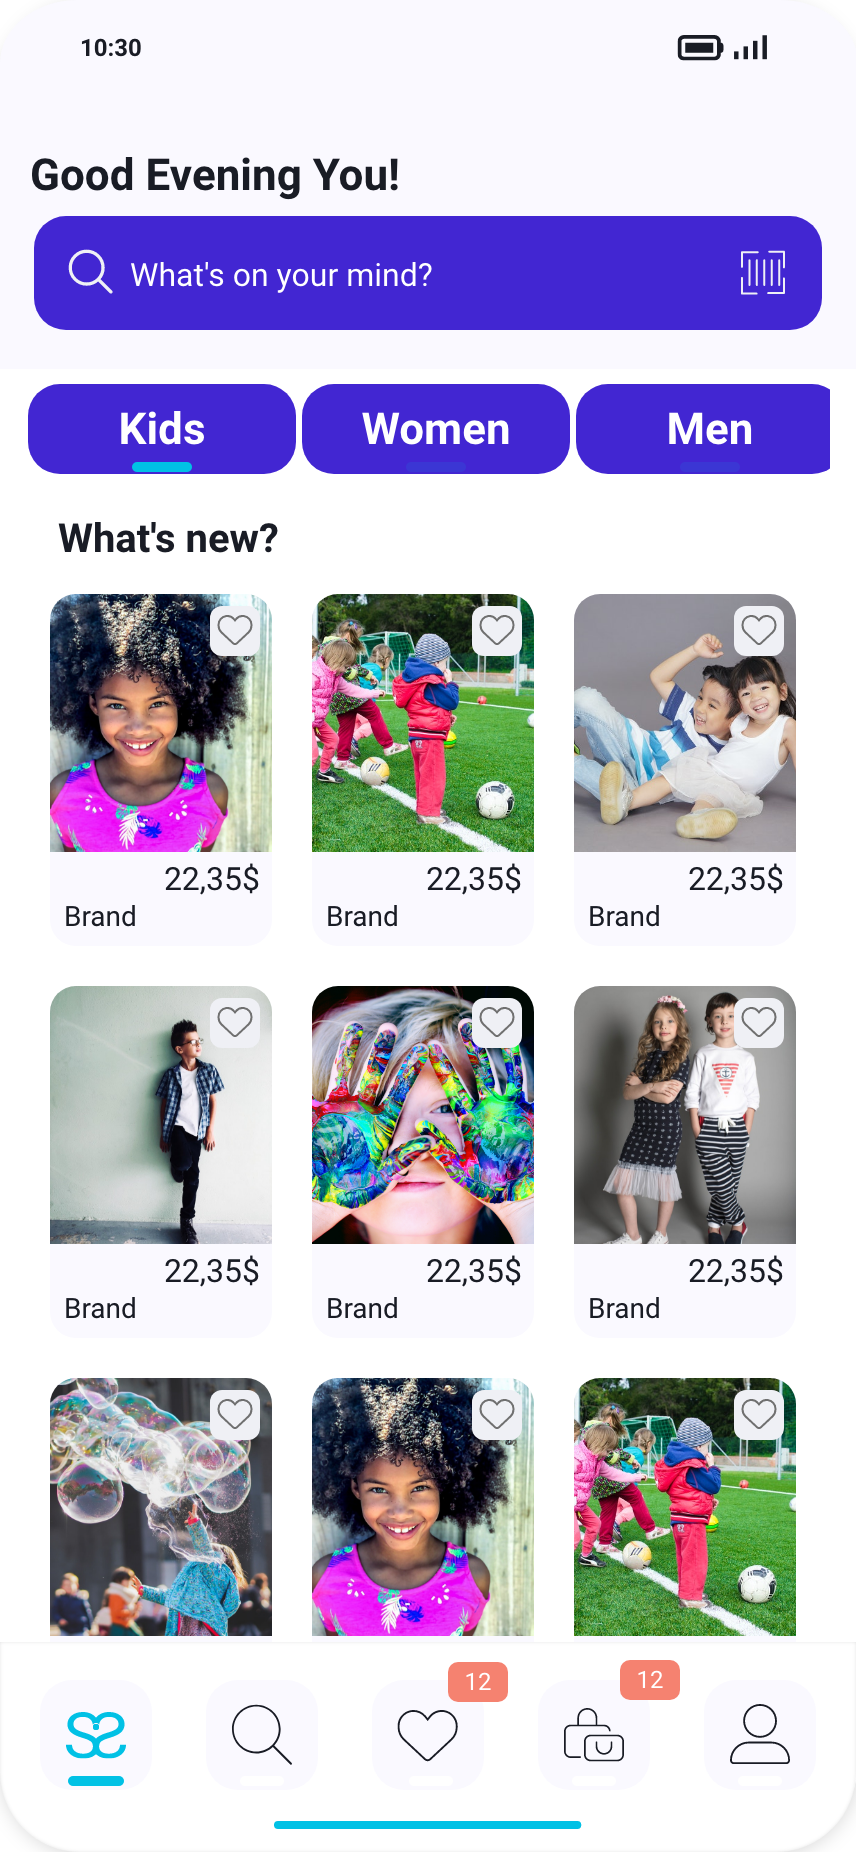 10:30
Good Evening You!
What's on your mind?
Kids
Women
Men
What's new?
22,35$
Brand
22,35$
Brand
22,35$
Brand
22,35$
Brand
22,35$
Brand
22,35$
Brand
12
12